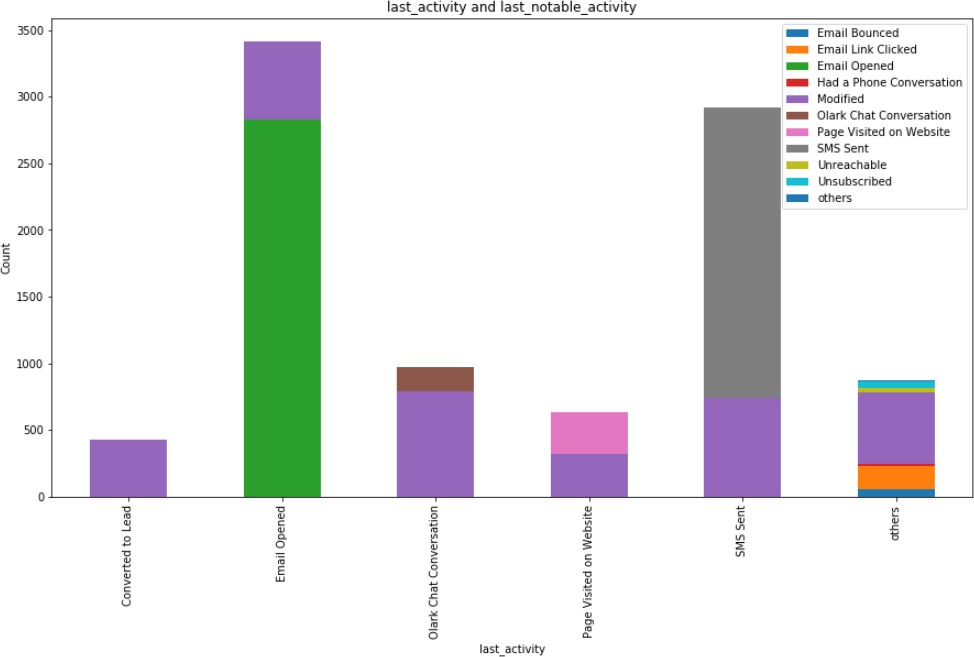 last_activity and last_notable_activity
Email Bounced
Email Link Clicked
Email Opened
Had a Phone Conversation
Modified
Olark Chat Conversation
Page Visited on Website
SMS Sent
Unreachable
Unsubscribed
others
3500
3000
2500
2000
1500
1000
500
0
Count
Converted to Lead
Email Opened
Olark Chat Conversation
Page Visited on Website
SMS Sent
others
last_activity